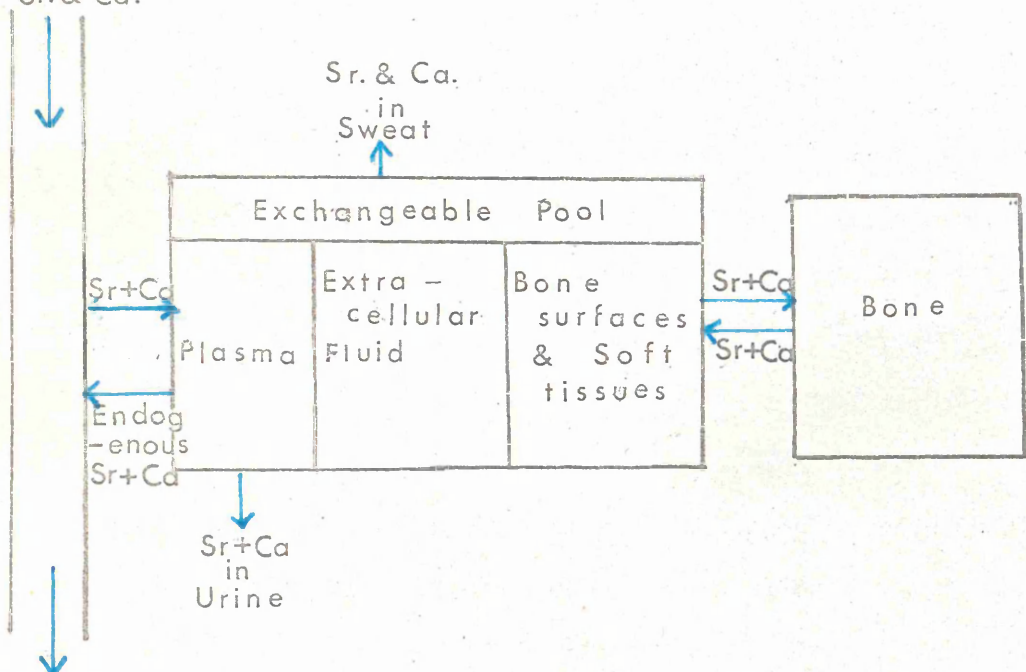 Sr. & Ca.
in
Sweat
Exchangeable Pool
Sr+Ca
Plasma
Endog
-enous
Sr+Ca
Extra -
cellular
Fluid
Bone
surfaces
& Soft
tissues
Sr+Ca
Sr+Ca
Bone
Sr+Ca
in
Urine